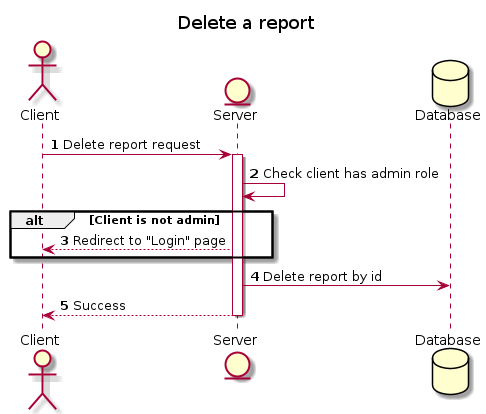 Delete a report
Client
Server
Database
1 Delete report request
2 Check client has admin role
alt [Client is not admin]
3 Redirect to "Login" page
4 Delete report by id
5 Success
Client
Server
Database